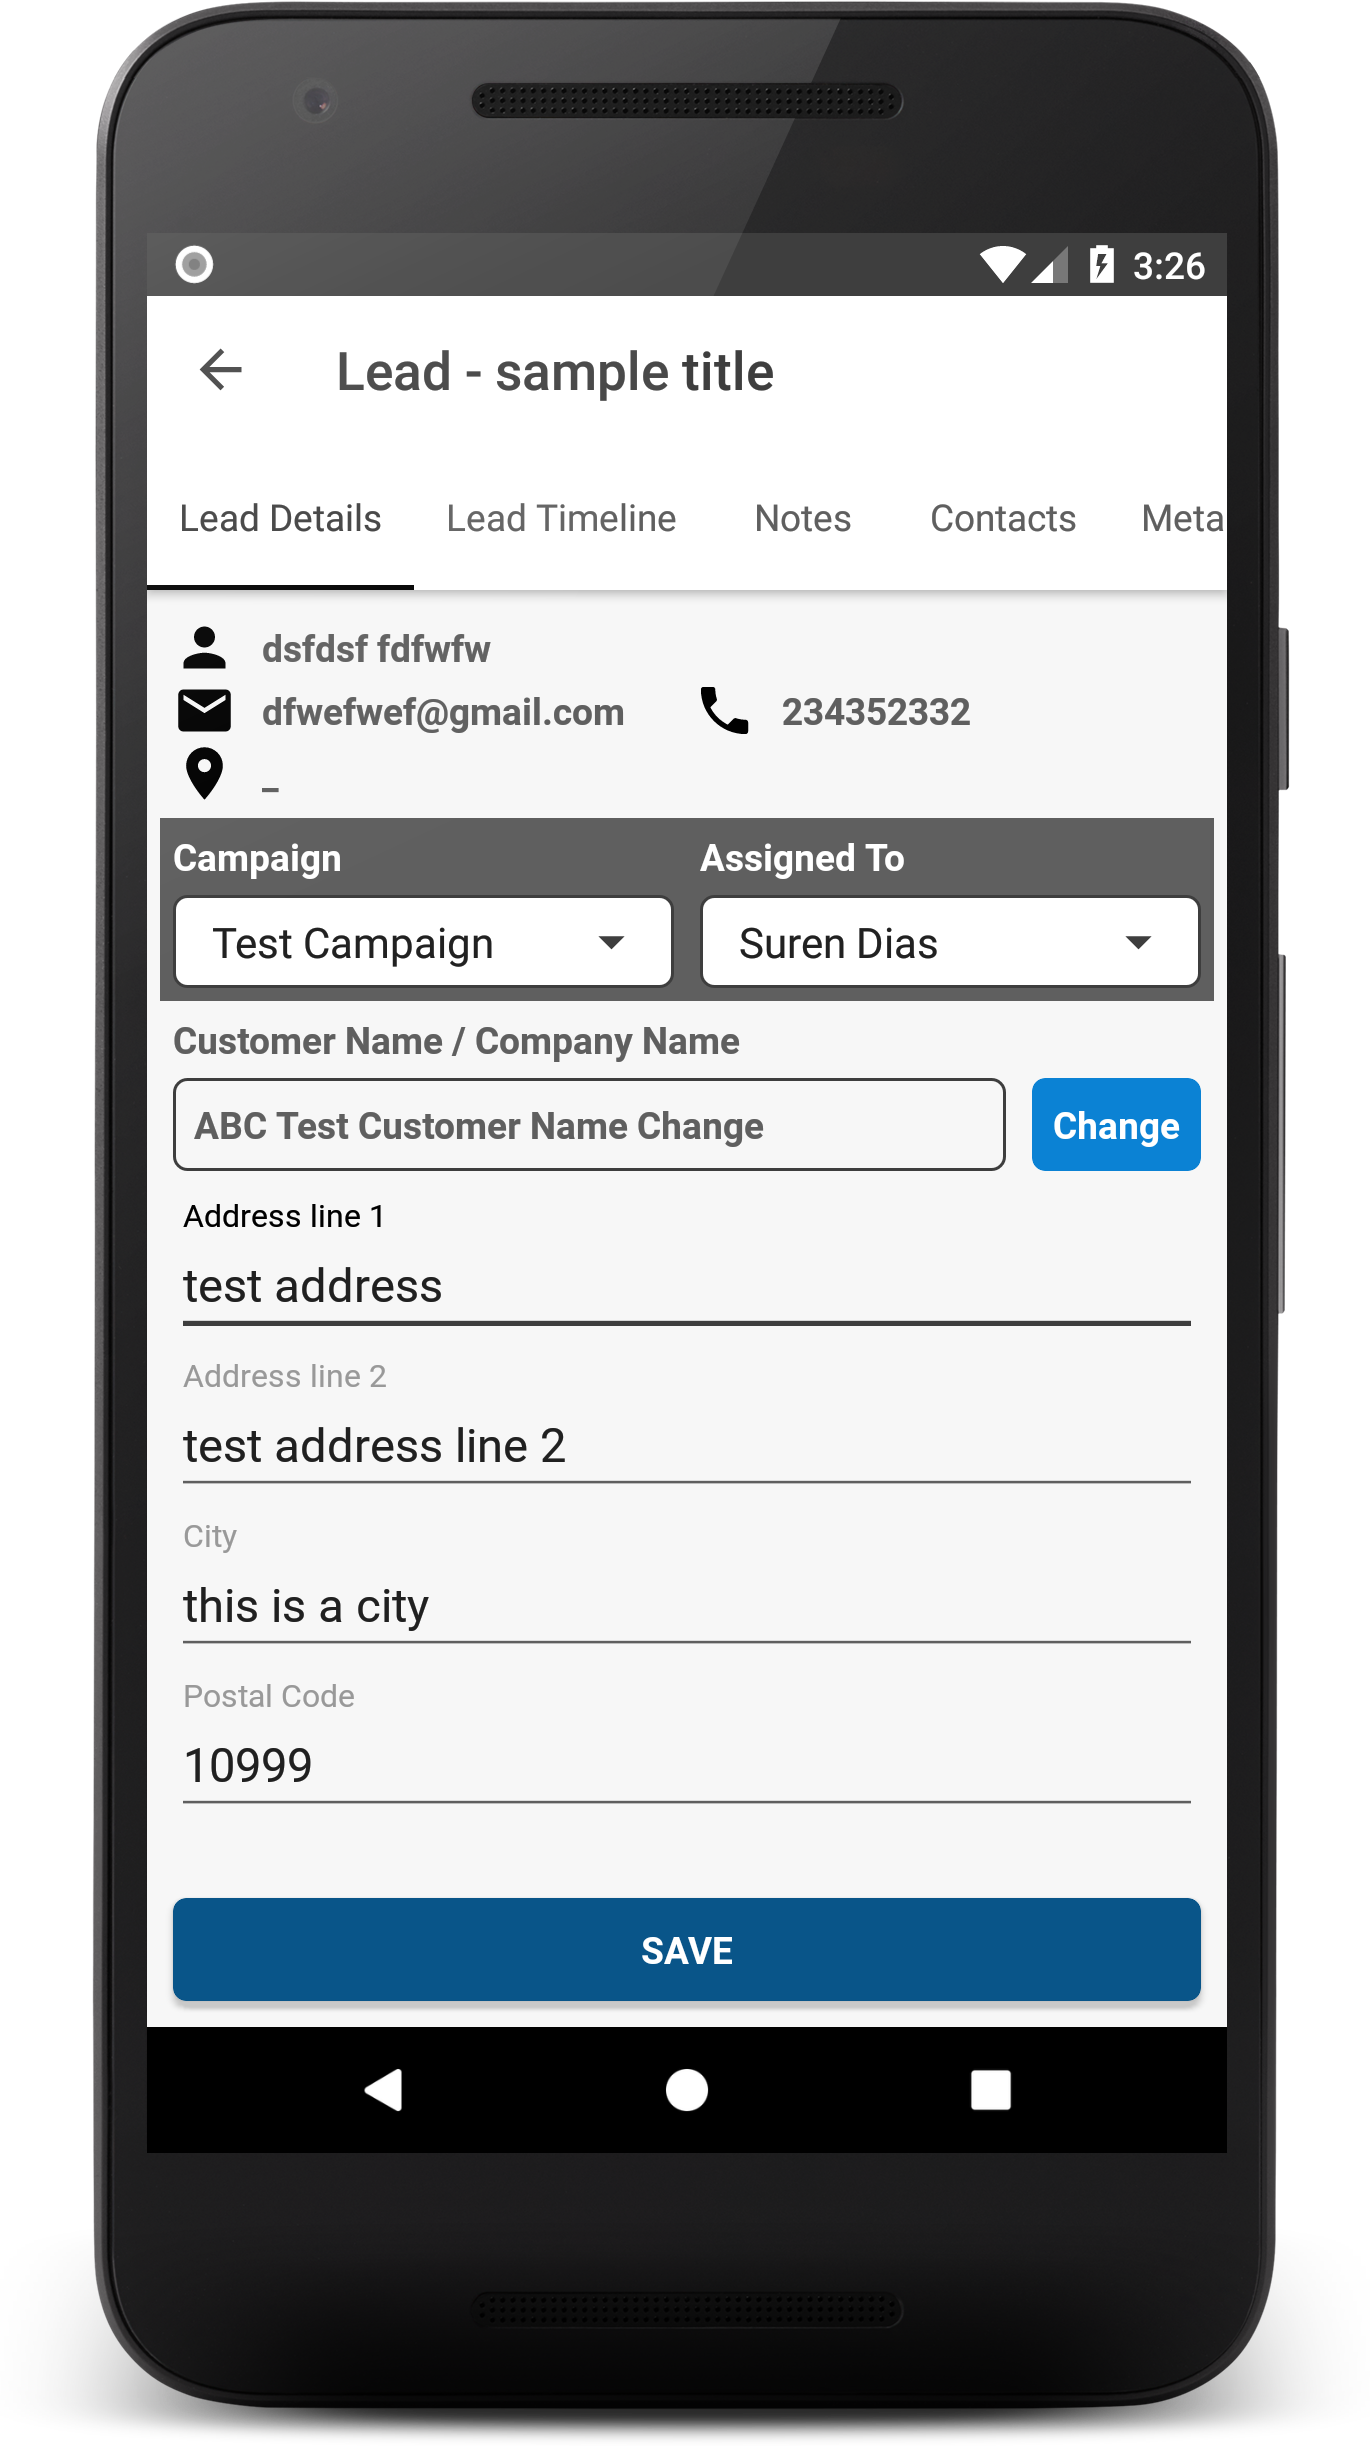 3:26
Lead - sample title
Lead Details Lead Timeline Notes Contacts Meta
dsfdsf fdfwfw
dfwefwef@gmail.com 234352332
_
Campaign Assigned To
Test Campaign Suren Dias
Customer Name / Company Name
ABC Test Customer Name Change Change
Address line 1
test address
Address line 2
test address line 2
City
this is a city
Postal Code
10999
SAVE